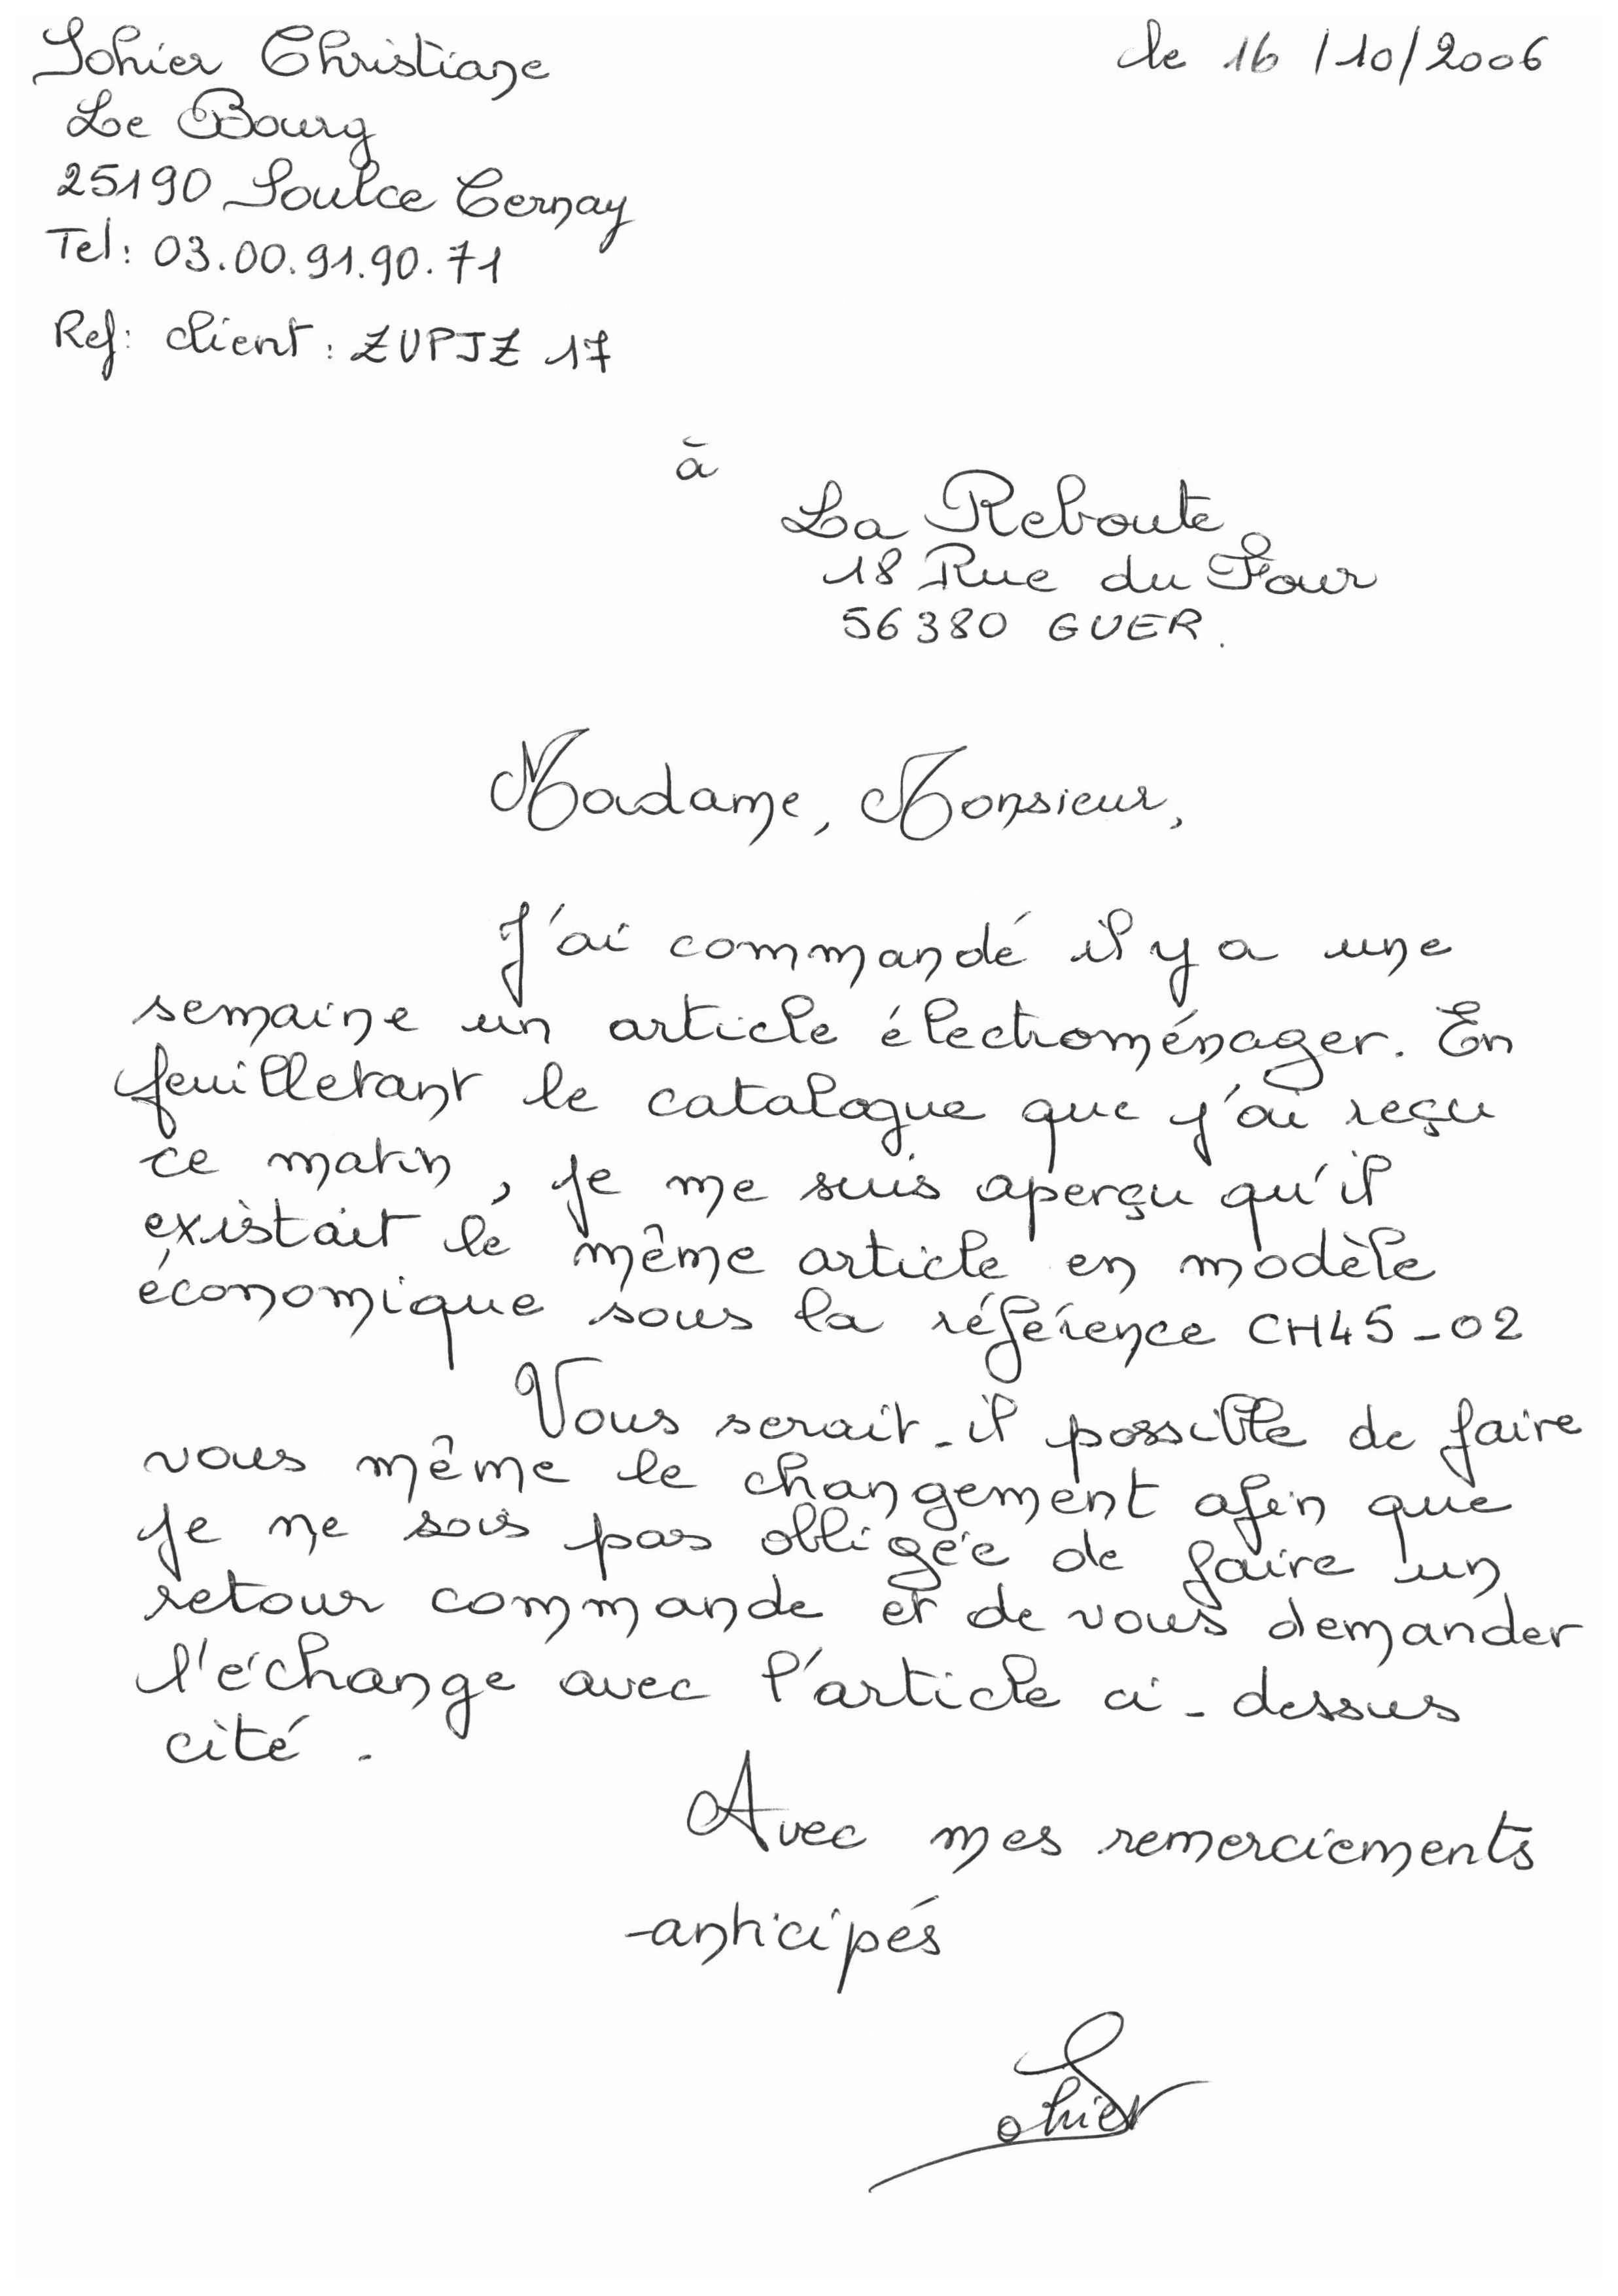 Sohier Christiane
le 16/10/2006
Le Bourg
25190 Soulce Cernay
Tel: 03.00.91.90.71
Ref: client: ZUPJZ 17
à
La Reboute
18 Rue du Four
56380 GUER.
Madame, Monsieur,
J'ai commandé il y a une
semaine un article électroménager. En
feuilletant le catalogue que j'ai reçu
ce matin, je me suis aperçu qu'il
existait le même article en modèle
économique sous la référence CH45-02
Vous serait-il possible de faire
vous même le changement afin que
je ne sois pas obligée de faire un
retour commande et de vous demander
l'échange avec l'article ci-dessus
cité.
Avec mes remerciements
anticipés
Sohier